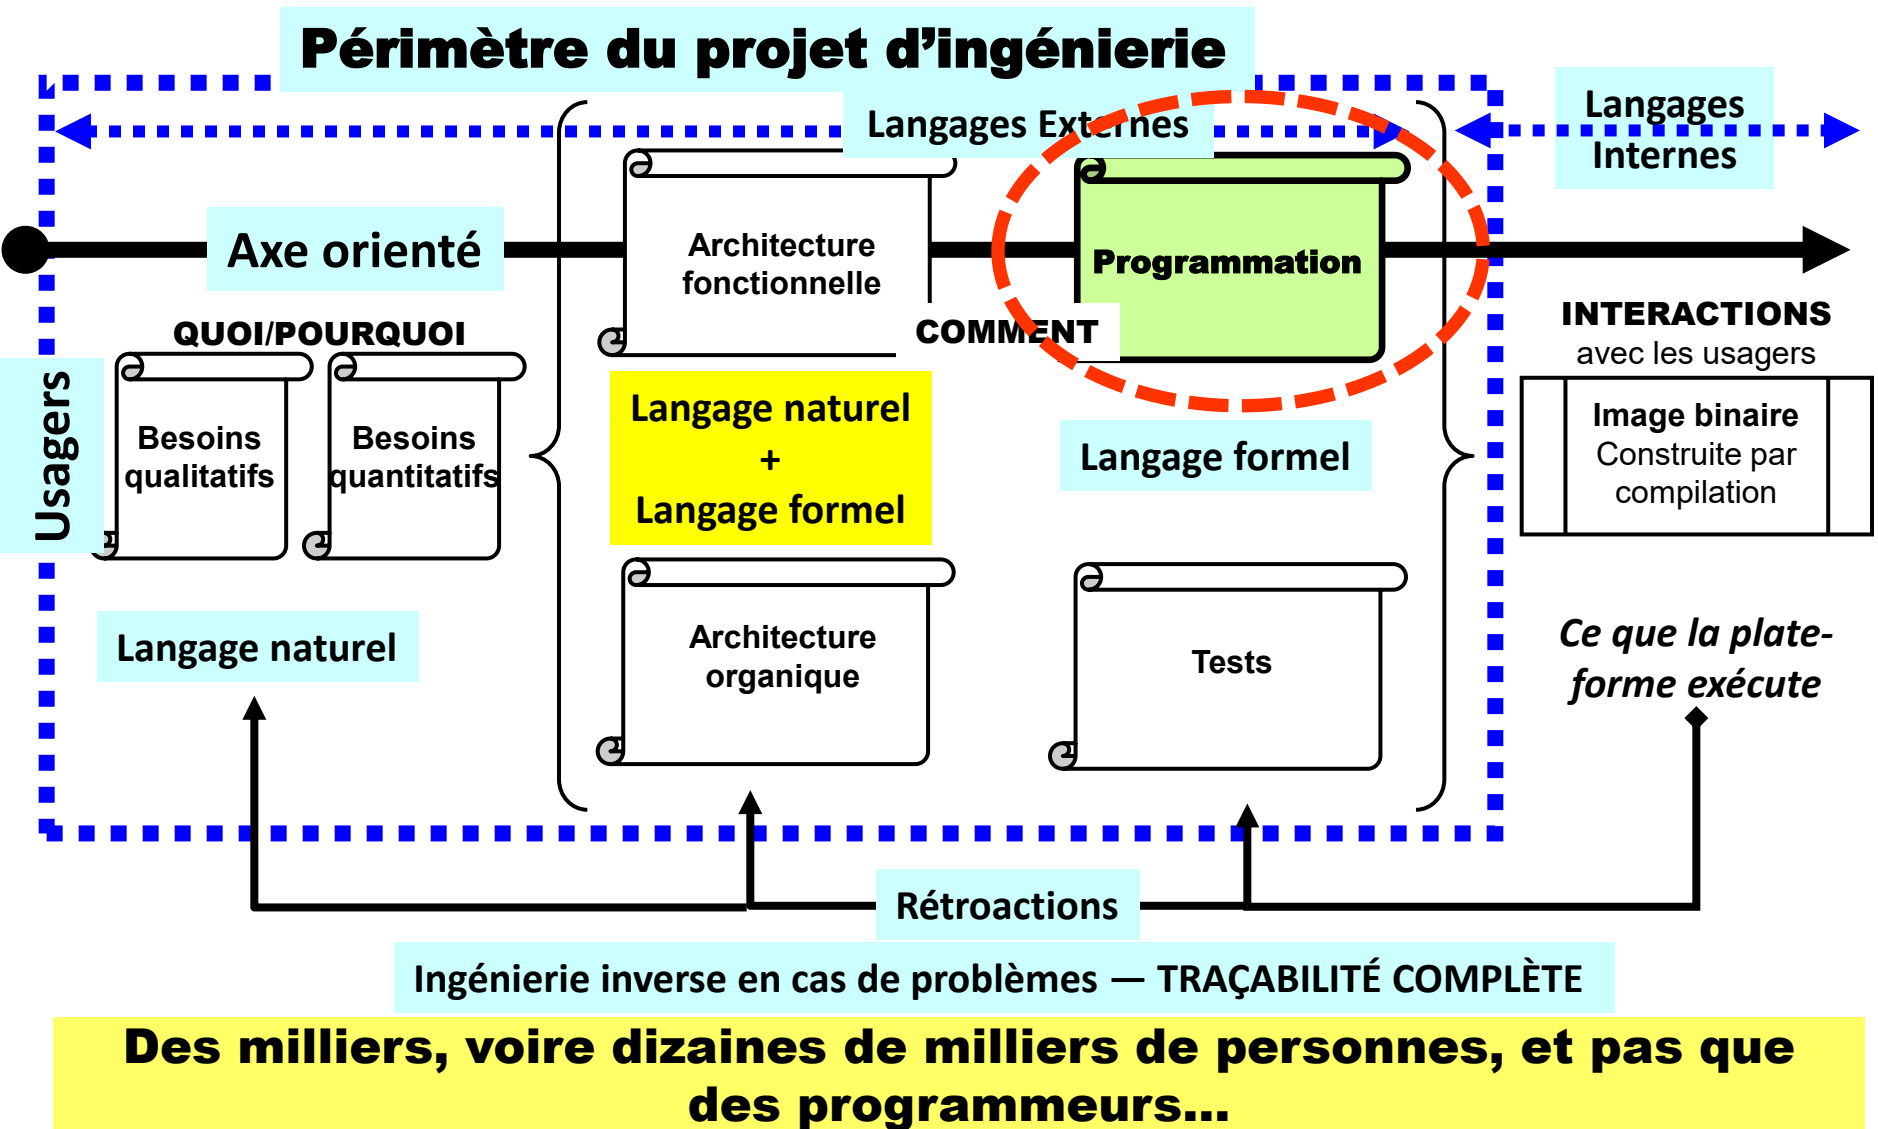 Périmètre du projet d’ingénierie
Langages Externes
Langages
Internes
Axe orienté
Architecture
fonctionnelle
Programmation
QUOI/POURQUOI
COMMENT
INTERACTIONS
avec les usagers
Usagers
Besoins
qualitatifs
Besoins
quantitatifs
Langage naturel
+
Langage formel
Langage formel
Image binaire
Construite par
compilation
Langage naturel
Architecture
organique
Tests
Ce que la plate-
forme exécute
Rétroactions
Ingénierie inverse en cas de problèmes — TRAÇABILITÉ COMPLÈTE
Des milliers, voire dizaines de milliers de personnes, et pas que
des programmeurs…